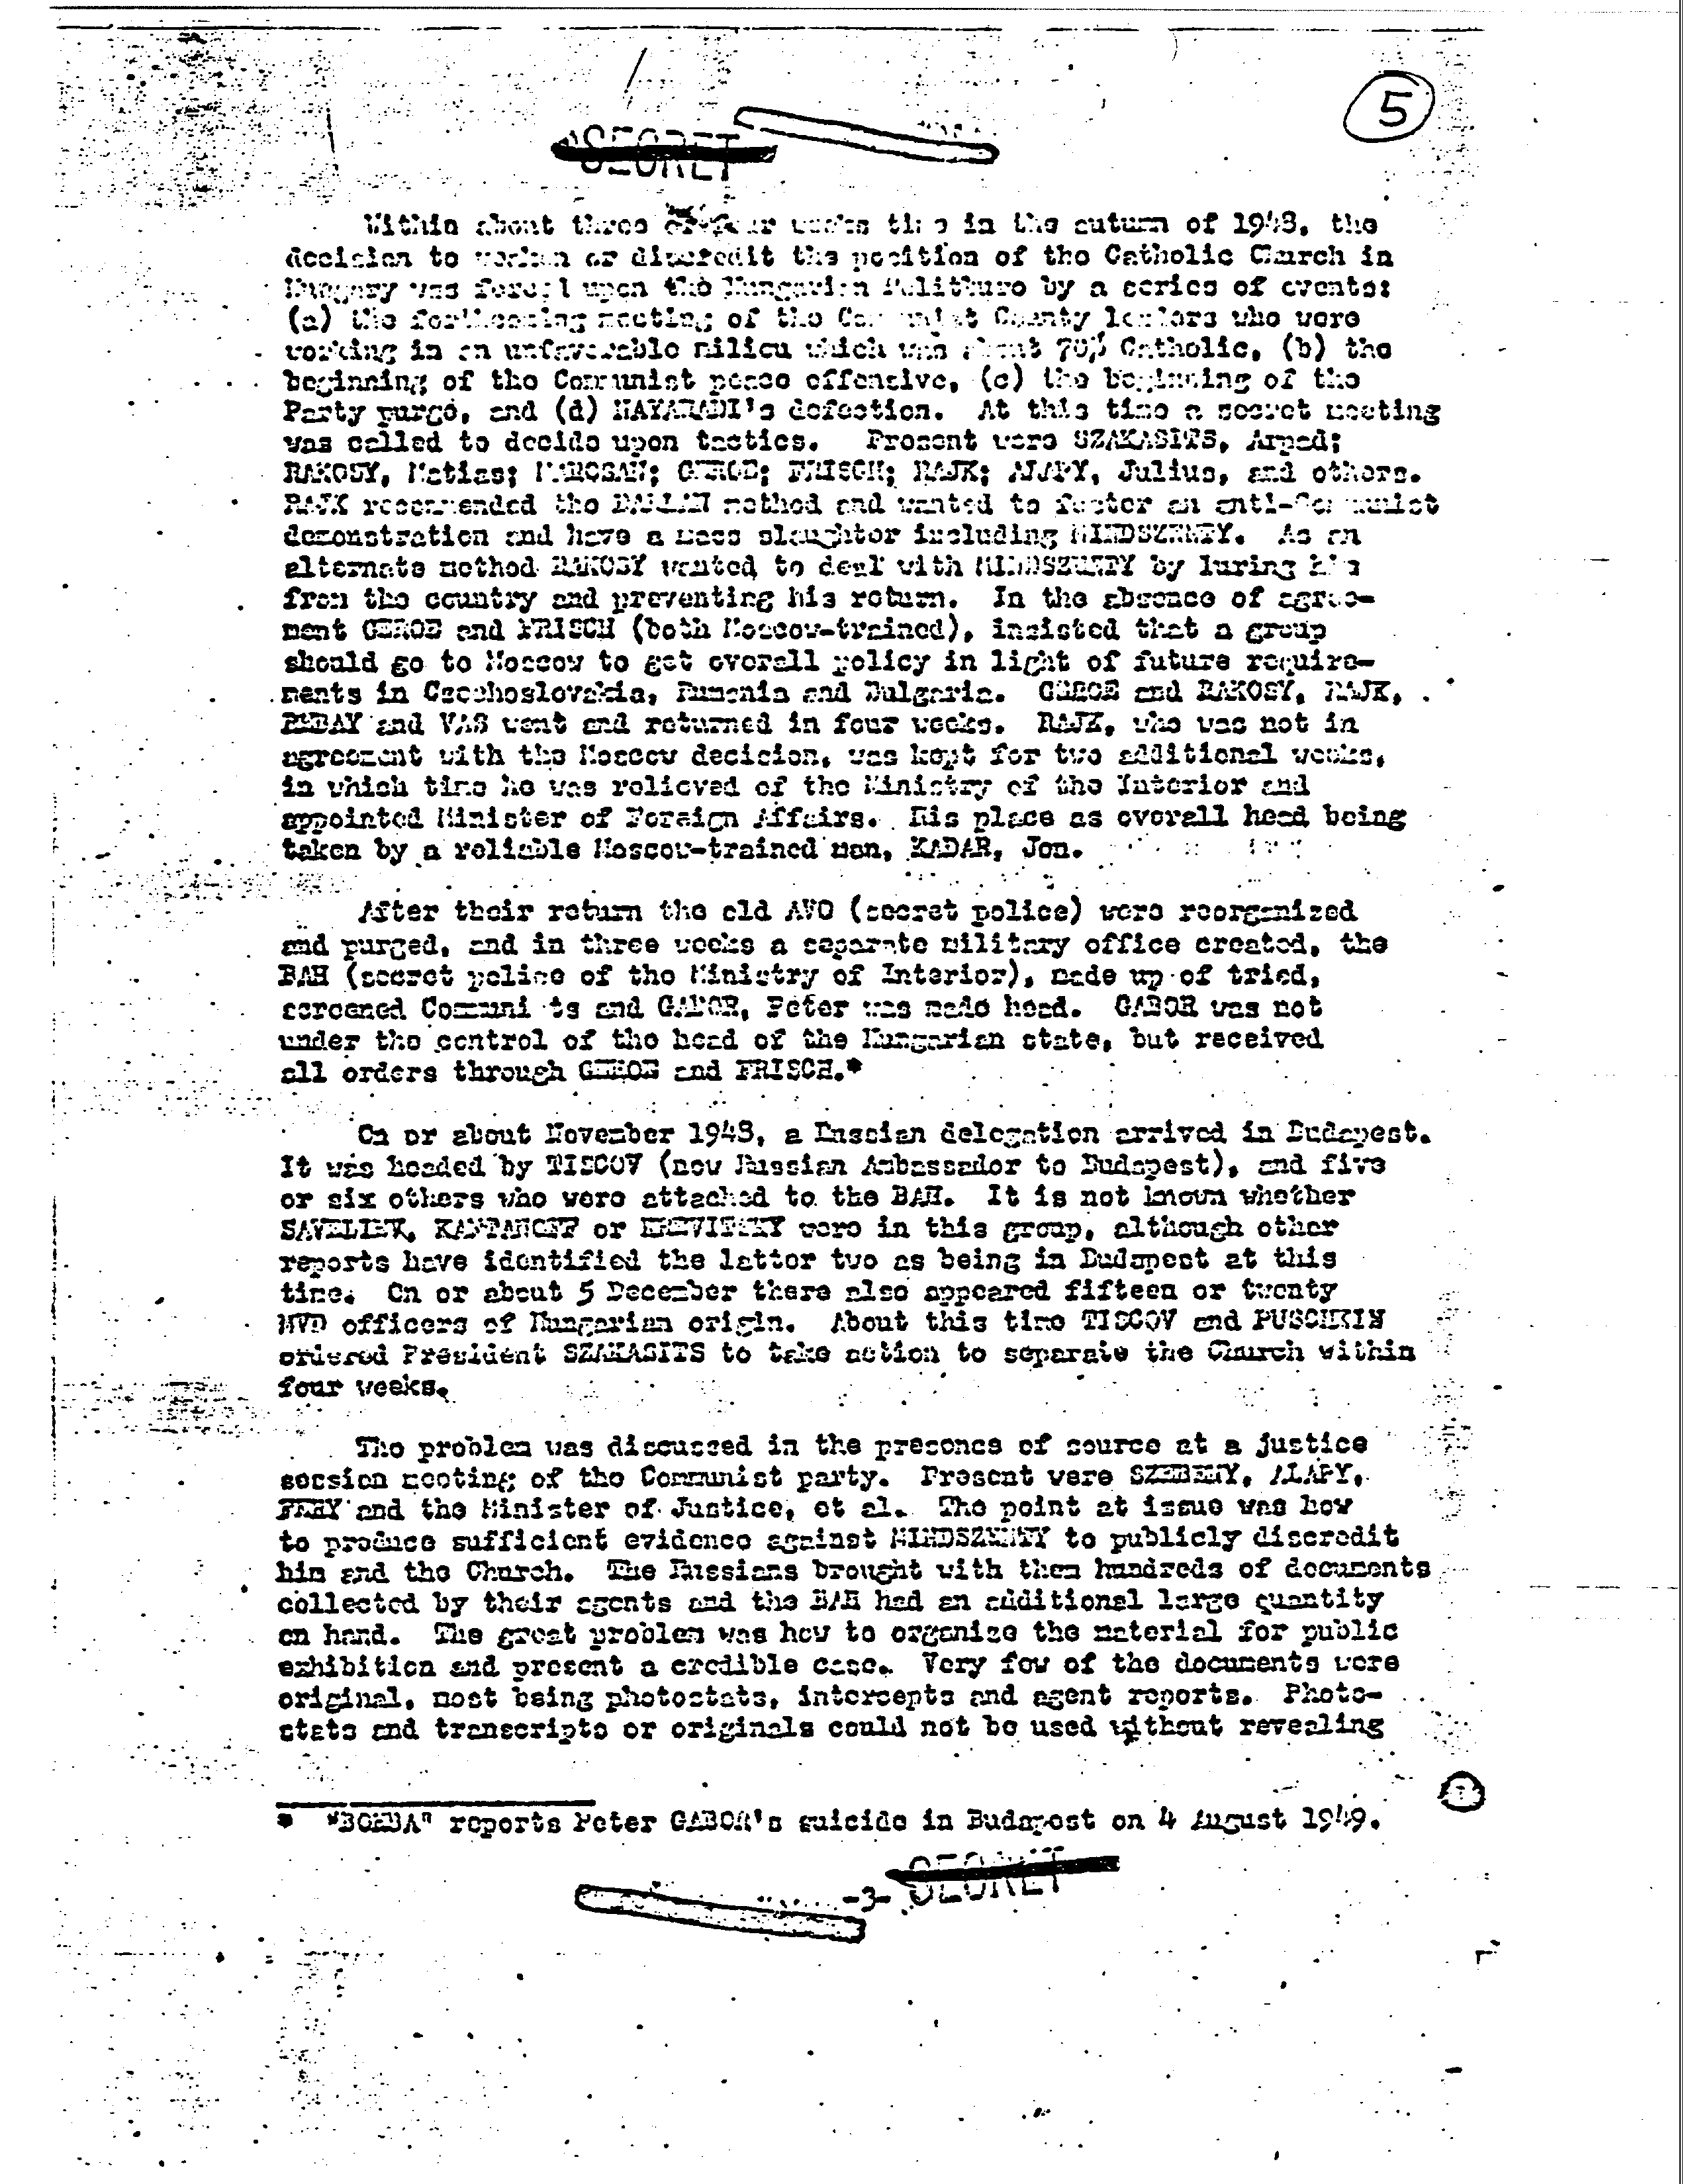 5
SECRET
Within about three or four weeks time in the autumn of 1948, the
decision to weaken or discredit the position of the Catholic Church in
Hungary was forced upon the Hungarian Politburo by a series of events:
(a) the forthcoming meeting of the Communist County leaders who were
working in an unfavorable milieu which was about 70% Catholic, (b) the
beginning of the Communist peace offensive, (c) the beginning of the
Party purge, and (d) NAYARADI's defection. At this time a secret meeting
was called to decide upon tactics. Present were SZAKASITS, Arpad;
RAKOSY, Matias; MAROSAN; GEROE; FRISCH; RAJK; ALAPY, Julius, and others.
RAJK recommended the method and wanted to foster an anti-Communist
demonstration and have a mass slaughter including MINDSZENTY. As an
alternate method RAKOSY wanted to deal with MINDSZENTY by luring him
from the country and preventing his return. In the absence of agree-
ment GEROE and FRISCH (both Moscow-trained), insisted that a group
should go to Moscow to get overall policy in light of future require-
ments in Czechoslovakia, Rumania and Bulgaria. GEROE and RAKOSY, RAJK,
and VAS went and returned in four weeks. RAJK, who was not in
agreement with the Moscow decision, was kept for two additional weeks,
in which time he was relieved of the Ministry of the Interior and
appointed Minister of Foreign Affairs. His place as overall head being
taken by a reliable Moscow-trained man, KADAR, Jon.
After their return the old AVO (secret police) were reorganized
and purged, and in three weeks a separate military office created, the
BAH (secret police of the Ministry of Interior), made up of tried,
screened Communi ts and GABOR, Peter was made head. GABOR was not
under the control of the head of the Hungarian state, but received
all orders through GEROE and FRISCH.*
On or about November 1948, a Russian delegation arrived in Budapest.
It was headed by TISCOV (now Russian Ambassador to Budapest), and five
or six others who were attached to the BAH. It is not known whether
or were in this group, although other
reports have identified the latter two as being in Budapest at this
time. On or about 5 December there also appeared fifteen or twenty
MVD officers of Hungarian origin. About this time TISCOV and PUSCHKIN
ordered President SZAKASITS to take action to separate the Church within
four weeks.
The problem was discussed in the presence of source at a justice
session meeting of the Communist party. Present were ALAPY,
and the Minister of Justice, et al. The point at issue was how
to produce sufficient evidence against MINDSZENTY to publicly discredit
him and the Church. The Russians brought with them hundreds of documents
collected by their agents and the BAH had an additional large quantity
on hand. The great problem was how to organize the material for public
exhibition and present a credible case. Very few of the documents were
original, most being photostats, intercepts and agent reports. Photo-
stats and transcripts or originals could not be used without revealing
* "BOMBA" reports Peter GABOR's suicide in Budapest on 4 August 1949.
-3- SECRET